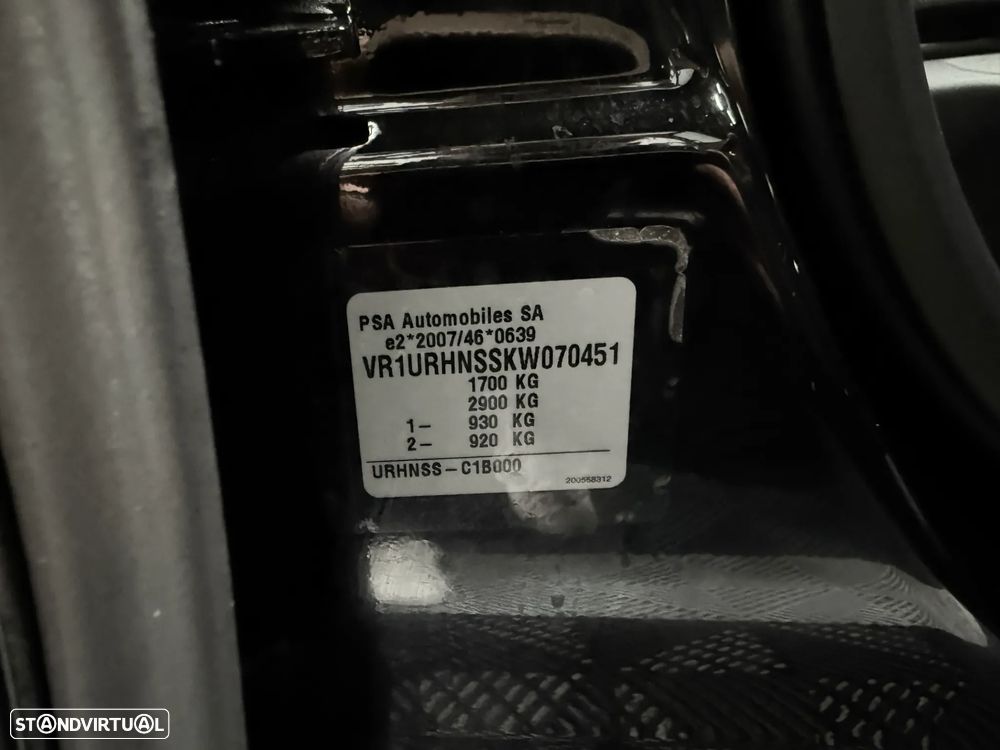 PSA Automobiles SA
e2*2007/46*0639
VR1URHNSSKW070451
1700 KG
2900 KG
1- 930 KG
2- 920 KG
URHNSS-C1B000
200568312
STANDVIRTUAL